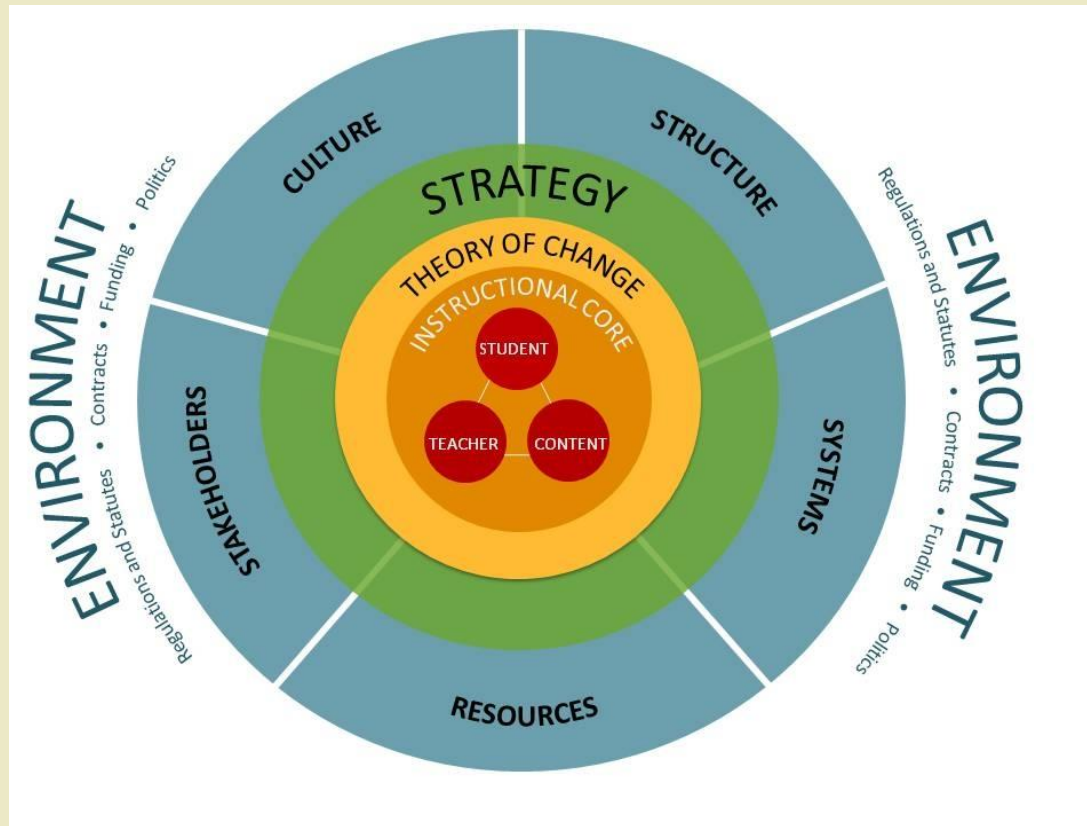 CULTURE
STRUCTURE
STRATEGY
THEORY OF CHANGE
INSTRUCTIONAL CORE
STUDENT
TEACHER
CONTENT
STAKEHOLDERS
SYSTEMS
RESOURCES
ENVIRONMENT
Regulations and Statutes • Contracts • Funding • Politics
ENVIRONMENT
Regulations and Statutes • Contracts • Funding • Politics